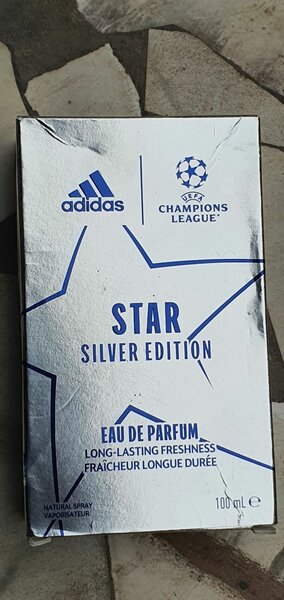 adidas
UEFA
CHAMPIONS
LEAGUE®
STAR
SILVER EDITION
EAU DE PARFUM
LONG-LASTING FRESHNESS
FRAÎCHEUR LONGUE DURÉE
NATURAL SPRAY
VAPORISATEUR
100 mL ℮